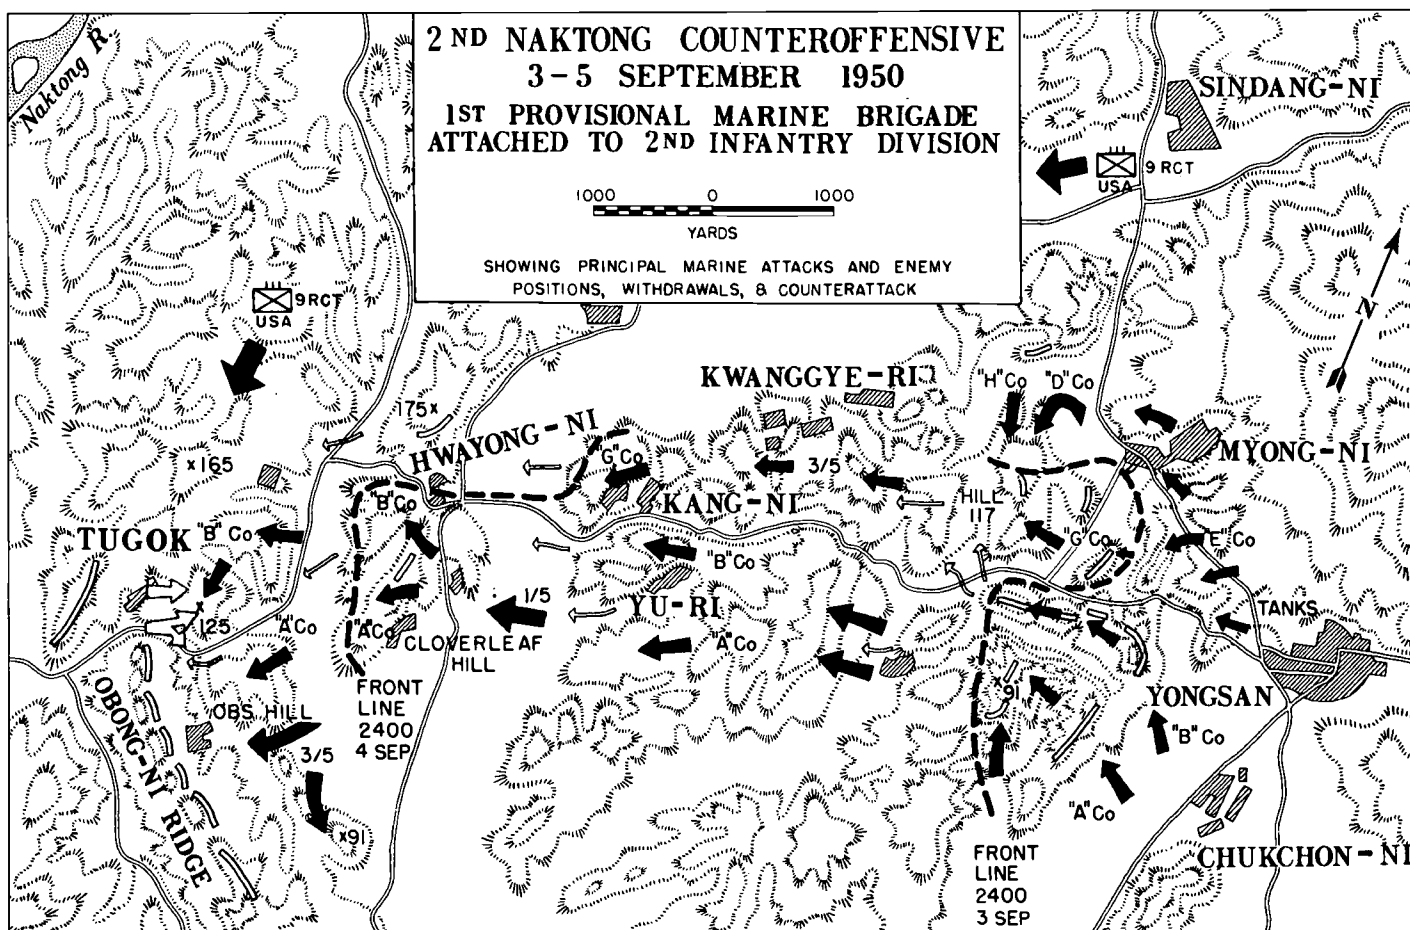 2ND NAKTONG COUNTEROFFENSIVE
3-5 SEPTEMBER 1950
1ST PROVISIONAL MARINE BRIGADE
ATTACHED TO 2ND INFANTRY DIVISION
1000 0 1000
YARDS
SHOWING PRINCIPAL MARINE ATTACKS AND ENEMY
POSITIONS, WITHDRAWALS, & COUNTERATTACK
Naktong R.
SINDANG-NI
9 RCT
USA
N
9 RCT
USA
KWANGGYE-RI
"H" Co
"D" Co
175x
HWAYONG-NI
MYONG-NI
x165
"G" Co
3/5
KANG-NI
HILL
117
"B" Co
TUGOK
"B" Co
"G" Co
"E" Co
"B" Co
YU-RI
1/5
TANKS
x
125
"A" Co
"A" Co
CLOVERLEAF
HILL
"A" Co
x
91
YONGSAN
FRONT
LINE
2400
4 SEP
OBS. HILL
OBONG-NI RIDGE
3/5
"B" Co
"A" Co
x91
CHUKCHON-NI
FRONT
LINE
2400
3 SEP